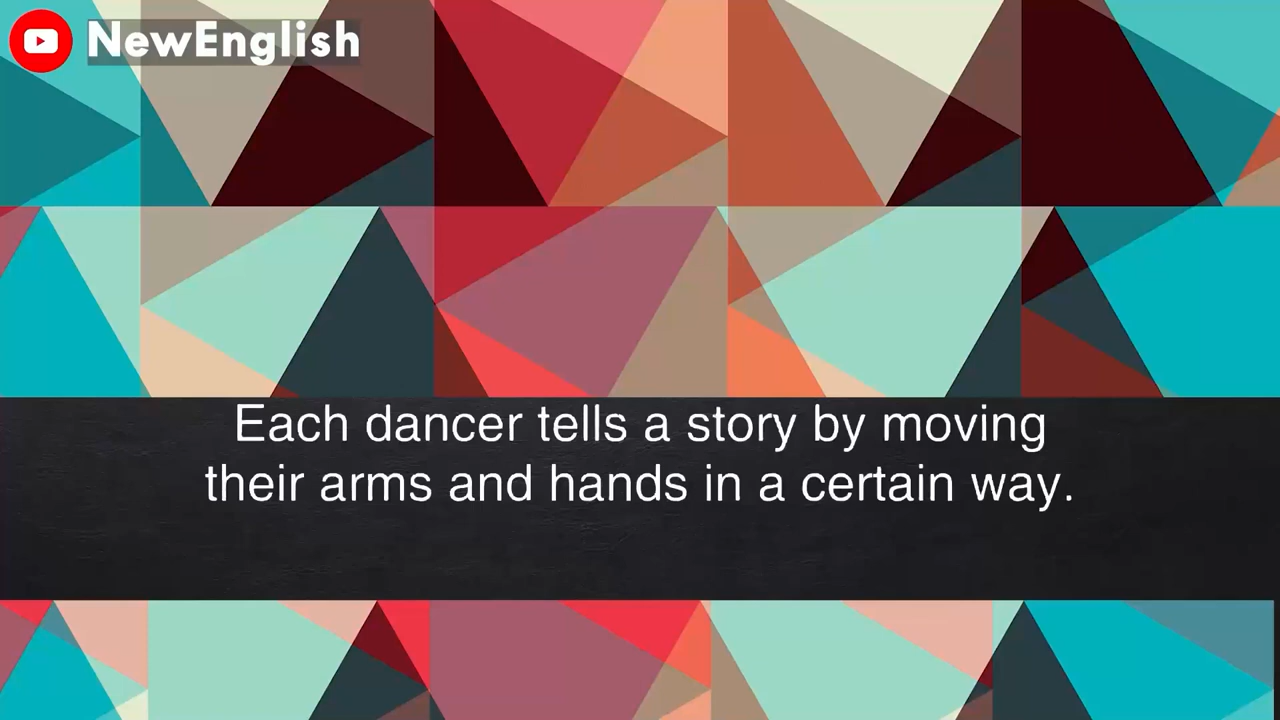 NewEnglish
Each dancer tells a story by moving
their arms and hands in a certain way.